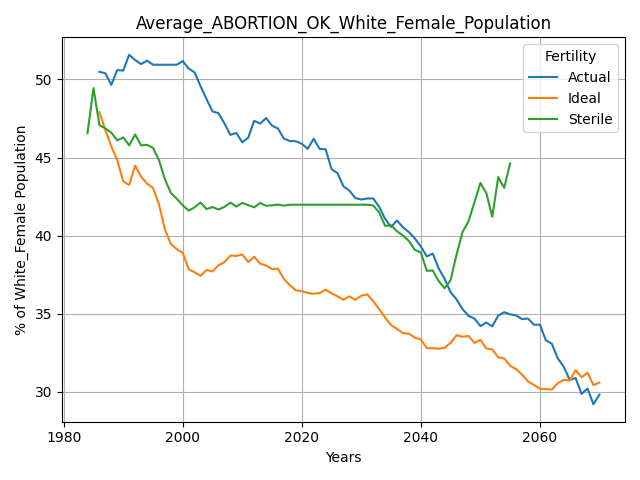 Average_ABORTION_OK_White_Female_Population
Fertility
Actual
Ideal
Sterile
% of White_Female Population
50
45
40
35
30
1980
2000
2020
2040
2060
Years